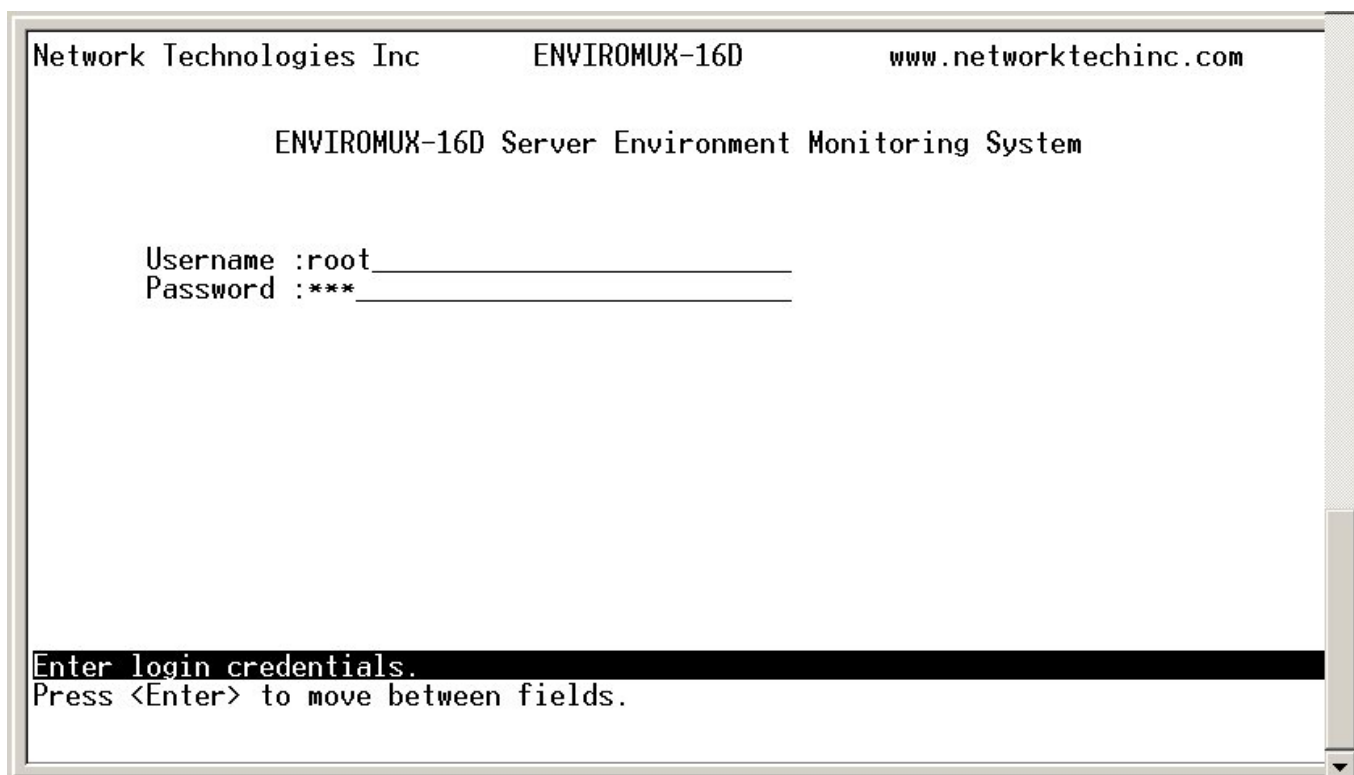 Network Technologies Inc ENVIROMUX-16D www.networktechinc.com
ENVIROMUX-16D Server Environment Monitoring System
Username :root
Password :***
Enter login credentials.
Press <Enter> to move between fields.